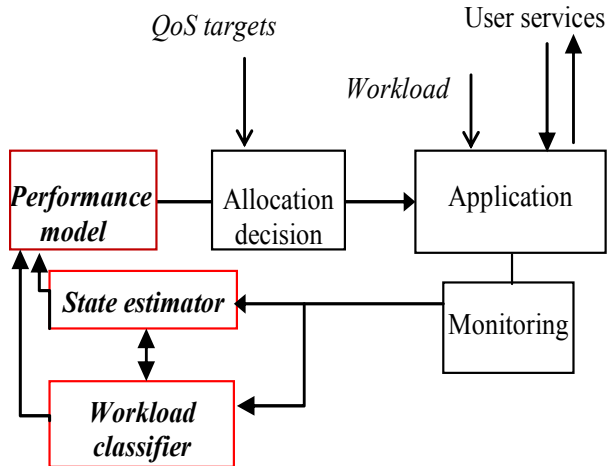 QoS targets
User services
Workload
Performance
model
Allocation
decision
Application
State estimator
Monitoring
Workload
classifier